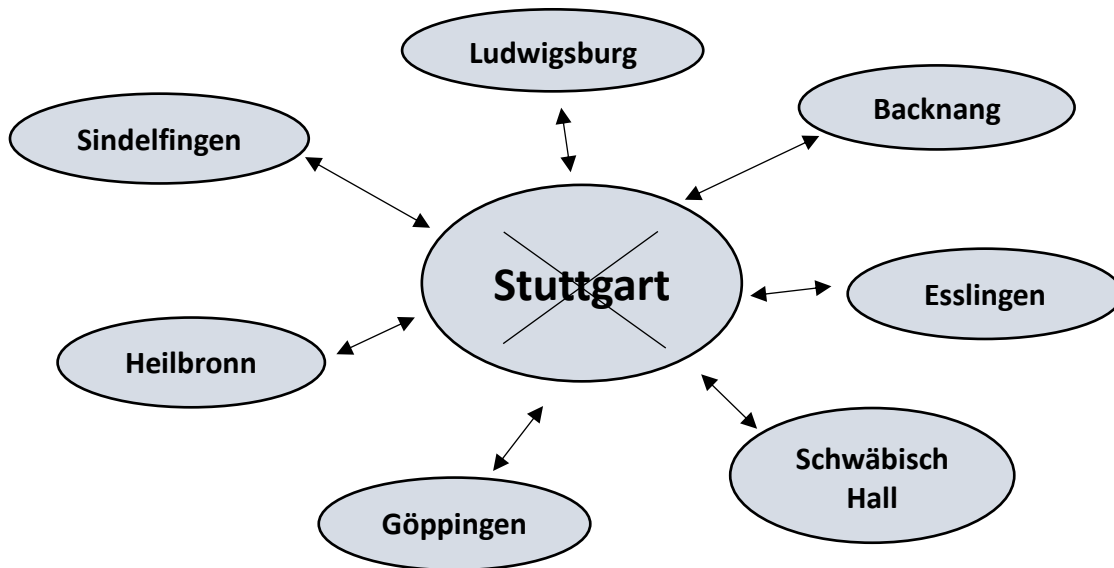 Ludwigsburg
Backnang
Sindelfingen
Stuttgart
Esslingen
Heilbronn
Schwäbisch
Hall
Göppingen